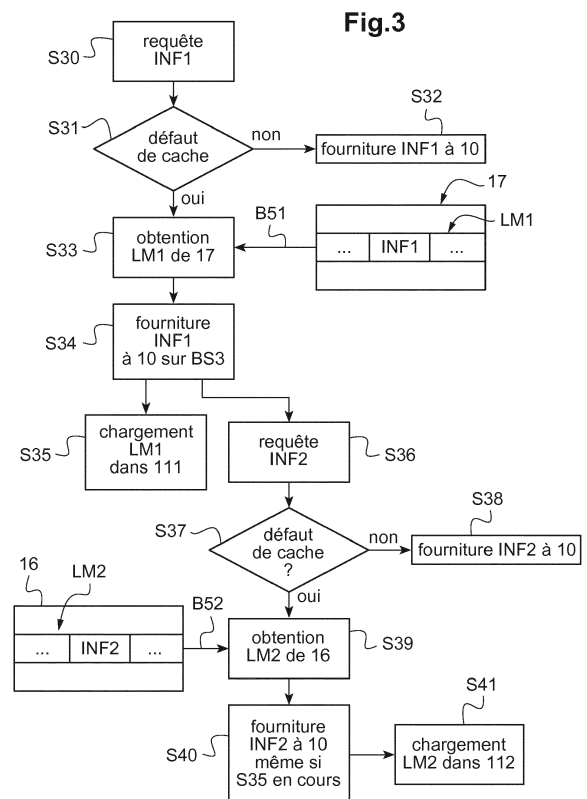 Fig.3
S30
requête
INF1
S31
défaut
de cache
non
S32
fourniture INF1 à 10
oui
S33
obtention
LM1 de 17
B51
17
LM1
...
INF1
...
S34
fourniture
INF1
à 10 sur BS3
S35
chargement
LM1
dans 111
requête
INF2
S36
S37
défaut
de cache
?
non
S38
fourniture INF2 à 10
oui
16
LM2
...
INF2
...
B52
obtention
LM2 de 16
S39
S40
fourniture
INF2 à 10
même si
S35 en cours
S41
chargement
LM2 dans 112